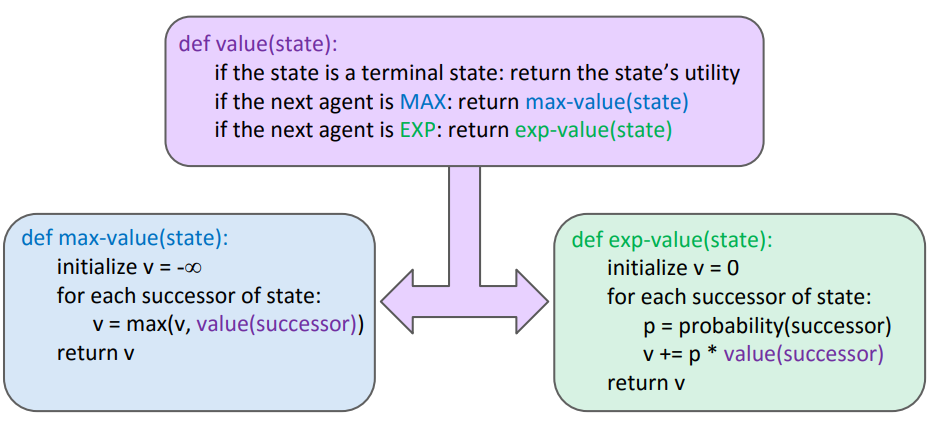 def value(state):
if the state is a terminal state: return the state’s utility
if the next agent is MAX: return max-value(state)
if the next agent is EXP: return exp-value(state)
def max-value(state):
initialize v = -∞
for each successor of state:
v = max(v, value(successor))
return v
def exp-value(state):
initialize v = 0
for each successor of state:
p = probability(successor)
v += p * value(successor)
return v